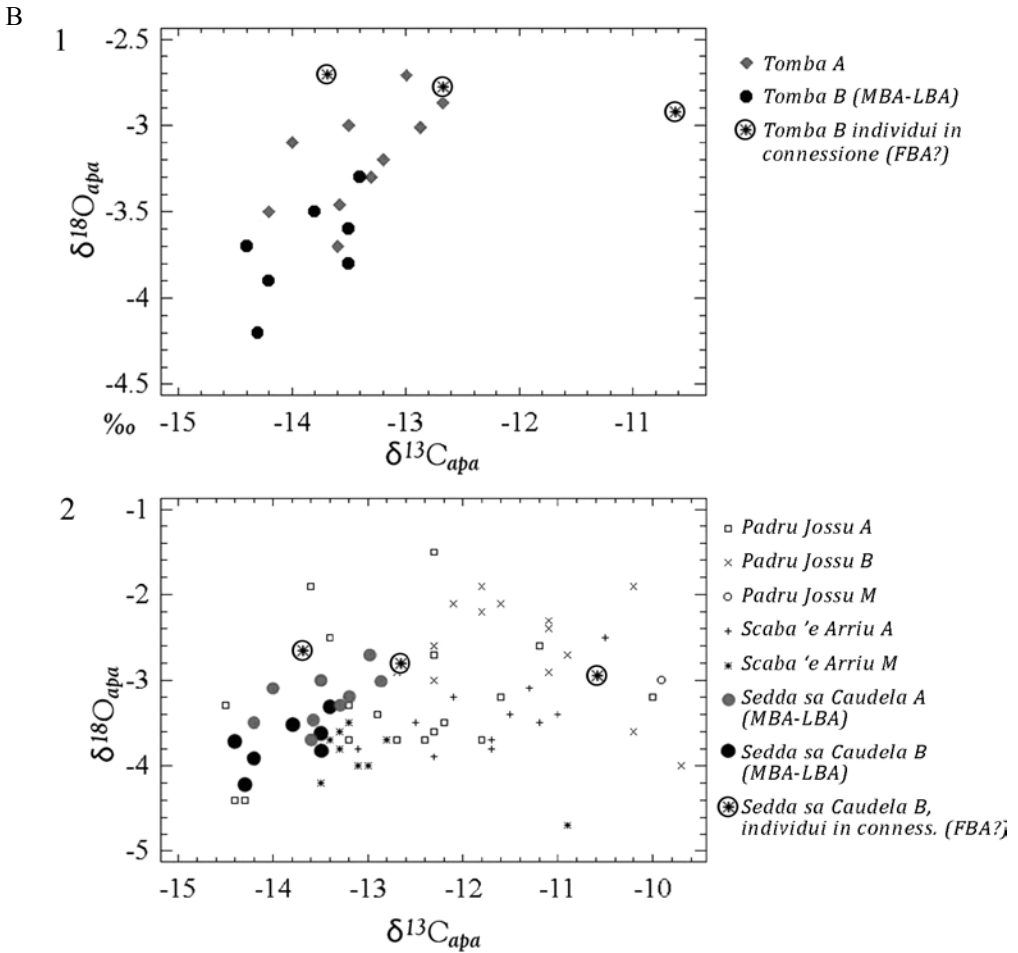 B
1
-2.5
-3
-3.5
-4
-4.5
δ18Oapa
‰
-15
-14
-13
-12
-11
δ13Capa
Tomba A
Tomba B (MBA-LBA)
Tomba B individui in
connessione (FBA?)
2
-1
-2
-3
-4
-5
δ18Oapa
-15
-14
-13
-12
-11
-10
δ13Capa
Padru Jossu A
Padru Jossu B
Padru Jossu M
Scaba 'e Arriu A
Scaba ‘e Arriu M
Sedda sa Caudela A
(MBA-LBA)
Sedda sa Caudela B
(MBA-LBA)
Sedda sa Caudela B,
individui in conness. (FBA?)